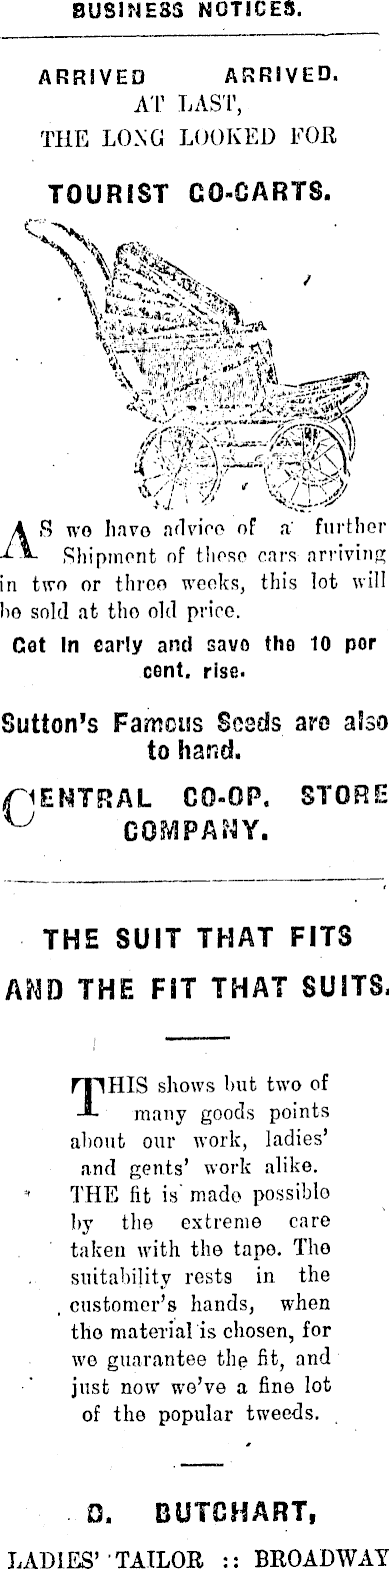 BUSINESS NOTICES.
ARRIVED ARRIVED.
AT LAST,
THE LONG LOOKED FOR
TOURIST CO-CARTS.
AS we have advice of a further
Shipment of these cars arriving
in two or three weeks, this lot will
be sold at the old price.
Get In early and save the 10 per
cent. rise.
Sutton's Famous Seeds are also
to hand.
CENTRAL CO-OP. STORE
COMPANY.
THE SUIT THAT FITS
AND THE FIT THAT SUITS.
THIS shows but two of
many goods points
about our work, ladies'
and gents' work alike.
THE fit is made possible
by the extreme care
taken with the tape. The
suitability rests in the
customer's hands, when
the material is chosen, for
we guarantee the fit, and
just now we've a fine lot
of the popular tweeds.
D. BUTCHART,
LADIES' TAILOR :: BROADWAY